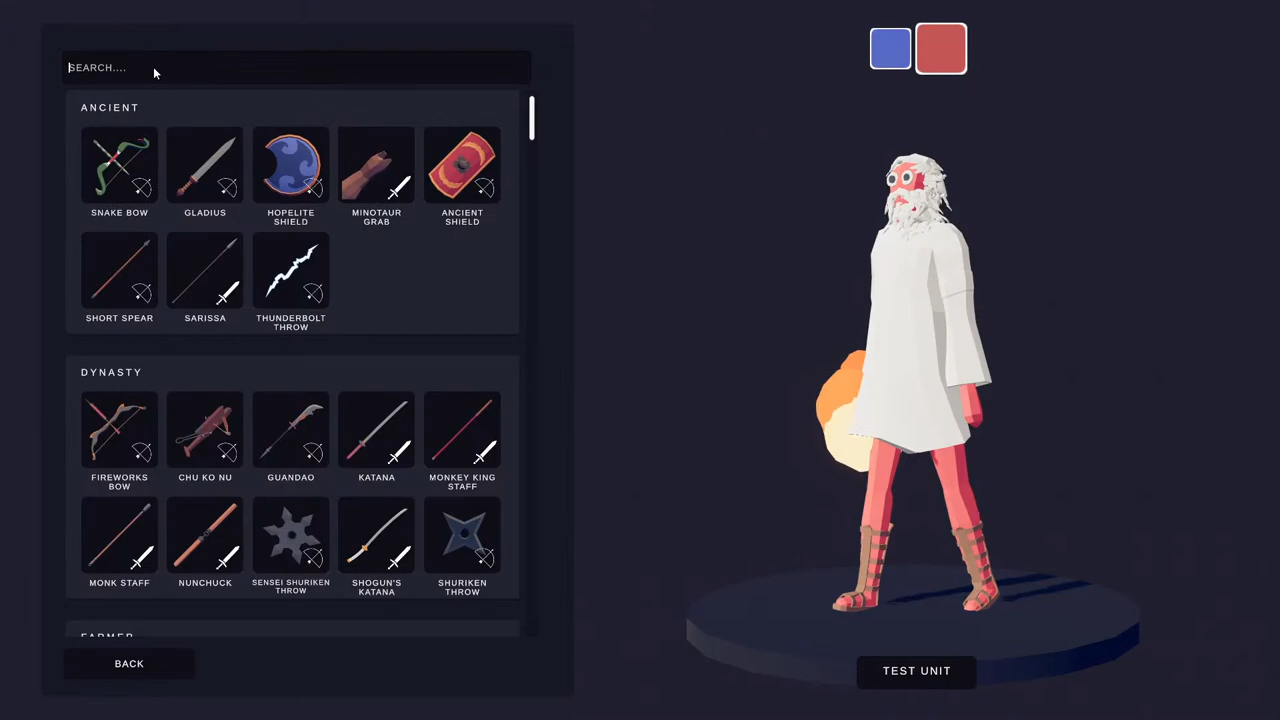 SEARCH....
ANCIENT
SNAKE BOW
GLADIUS
HOPELITE
SHIELD
MINOTAUR
GRAB
ANCIENT
SHIELD
SHORT SPEAR
SARISSA
THUNDERBOLT
THROW
DYNASTY
FIREWORKS
BOW
CHU KO NU
GUANDAO
KATANA
MONKEY KING
STAFF
MONK STAFF
NUNCHUCK
SENSEI SHURIKEN
THROW
SHOGUN'S
KATANA
SHURIKEN
THROW
FARMER
BACK
TEST UNIT